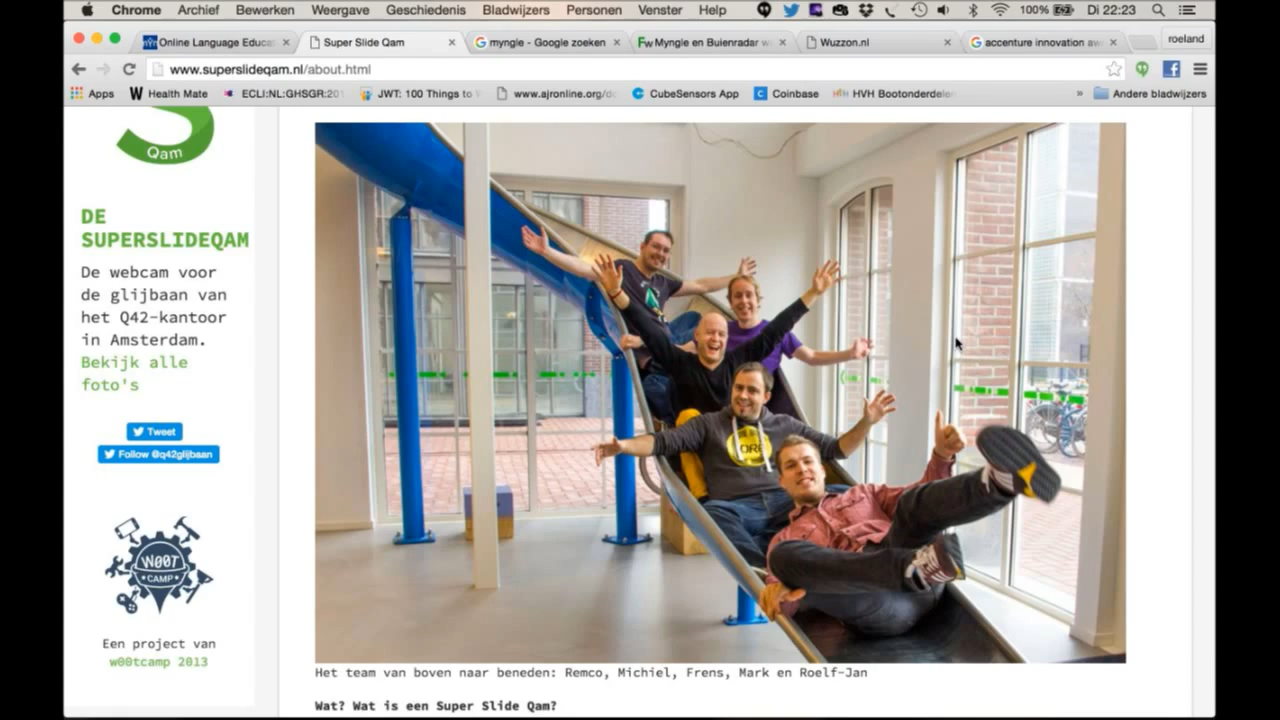 Chrome Archief Bewerken Weergave Geschiedenis Bladwijzers Personen Venster Help 100% Di 22:23
Online Language Educa Super Slide Qam myngle - Google zoeken Myngle en Buienradar w Wuzzon.nl accenture innovation aw roeland
www.superslideqam.nl/about.html
Apps Health Mate ECLI:NL:GHSGR:201 JWT: 100 Things to www.ajronline.org/do CubeSensors App Coinbase HVH Bootonderdele » Andere bladwijzers
Qam
DE
SUPERSLIDEQAM
De webcam voor
de glijbaan van
het Q42-kantoor
in Amsterdam.
Bekijk alle
foto's
Tweet
Follow @q42glijbaan
W00T
CAMP
Een project van
w00tcamp 2013
Het team van boven naar beneden: Remco, Michiel, Frens, Mark en Roelf-Jan
Wat? Wat is een Super Slide Qam?